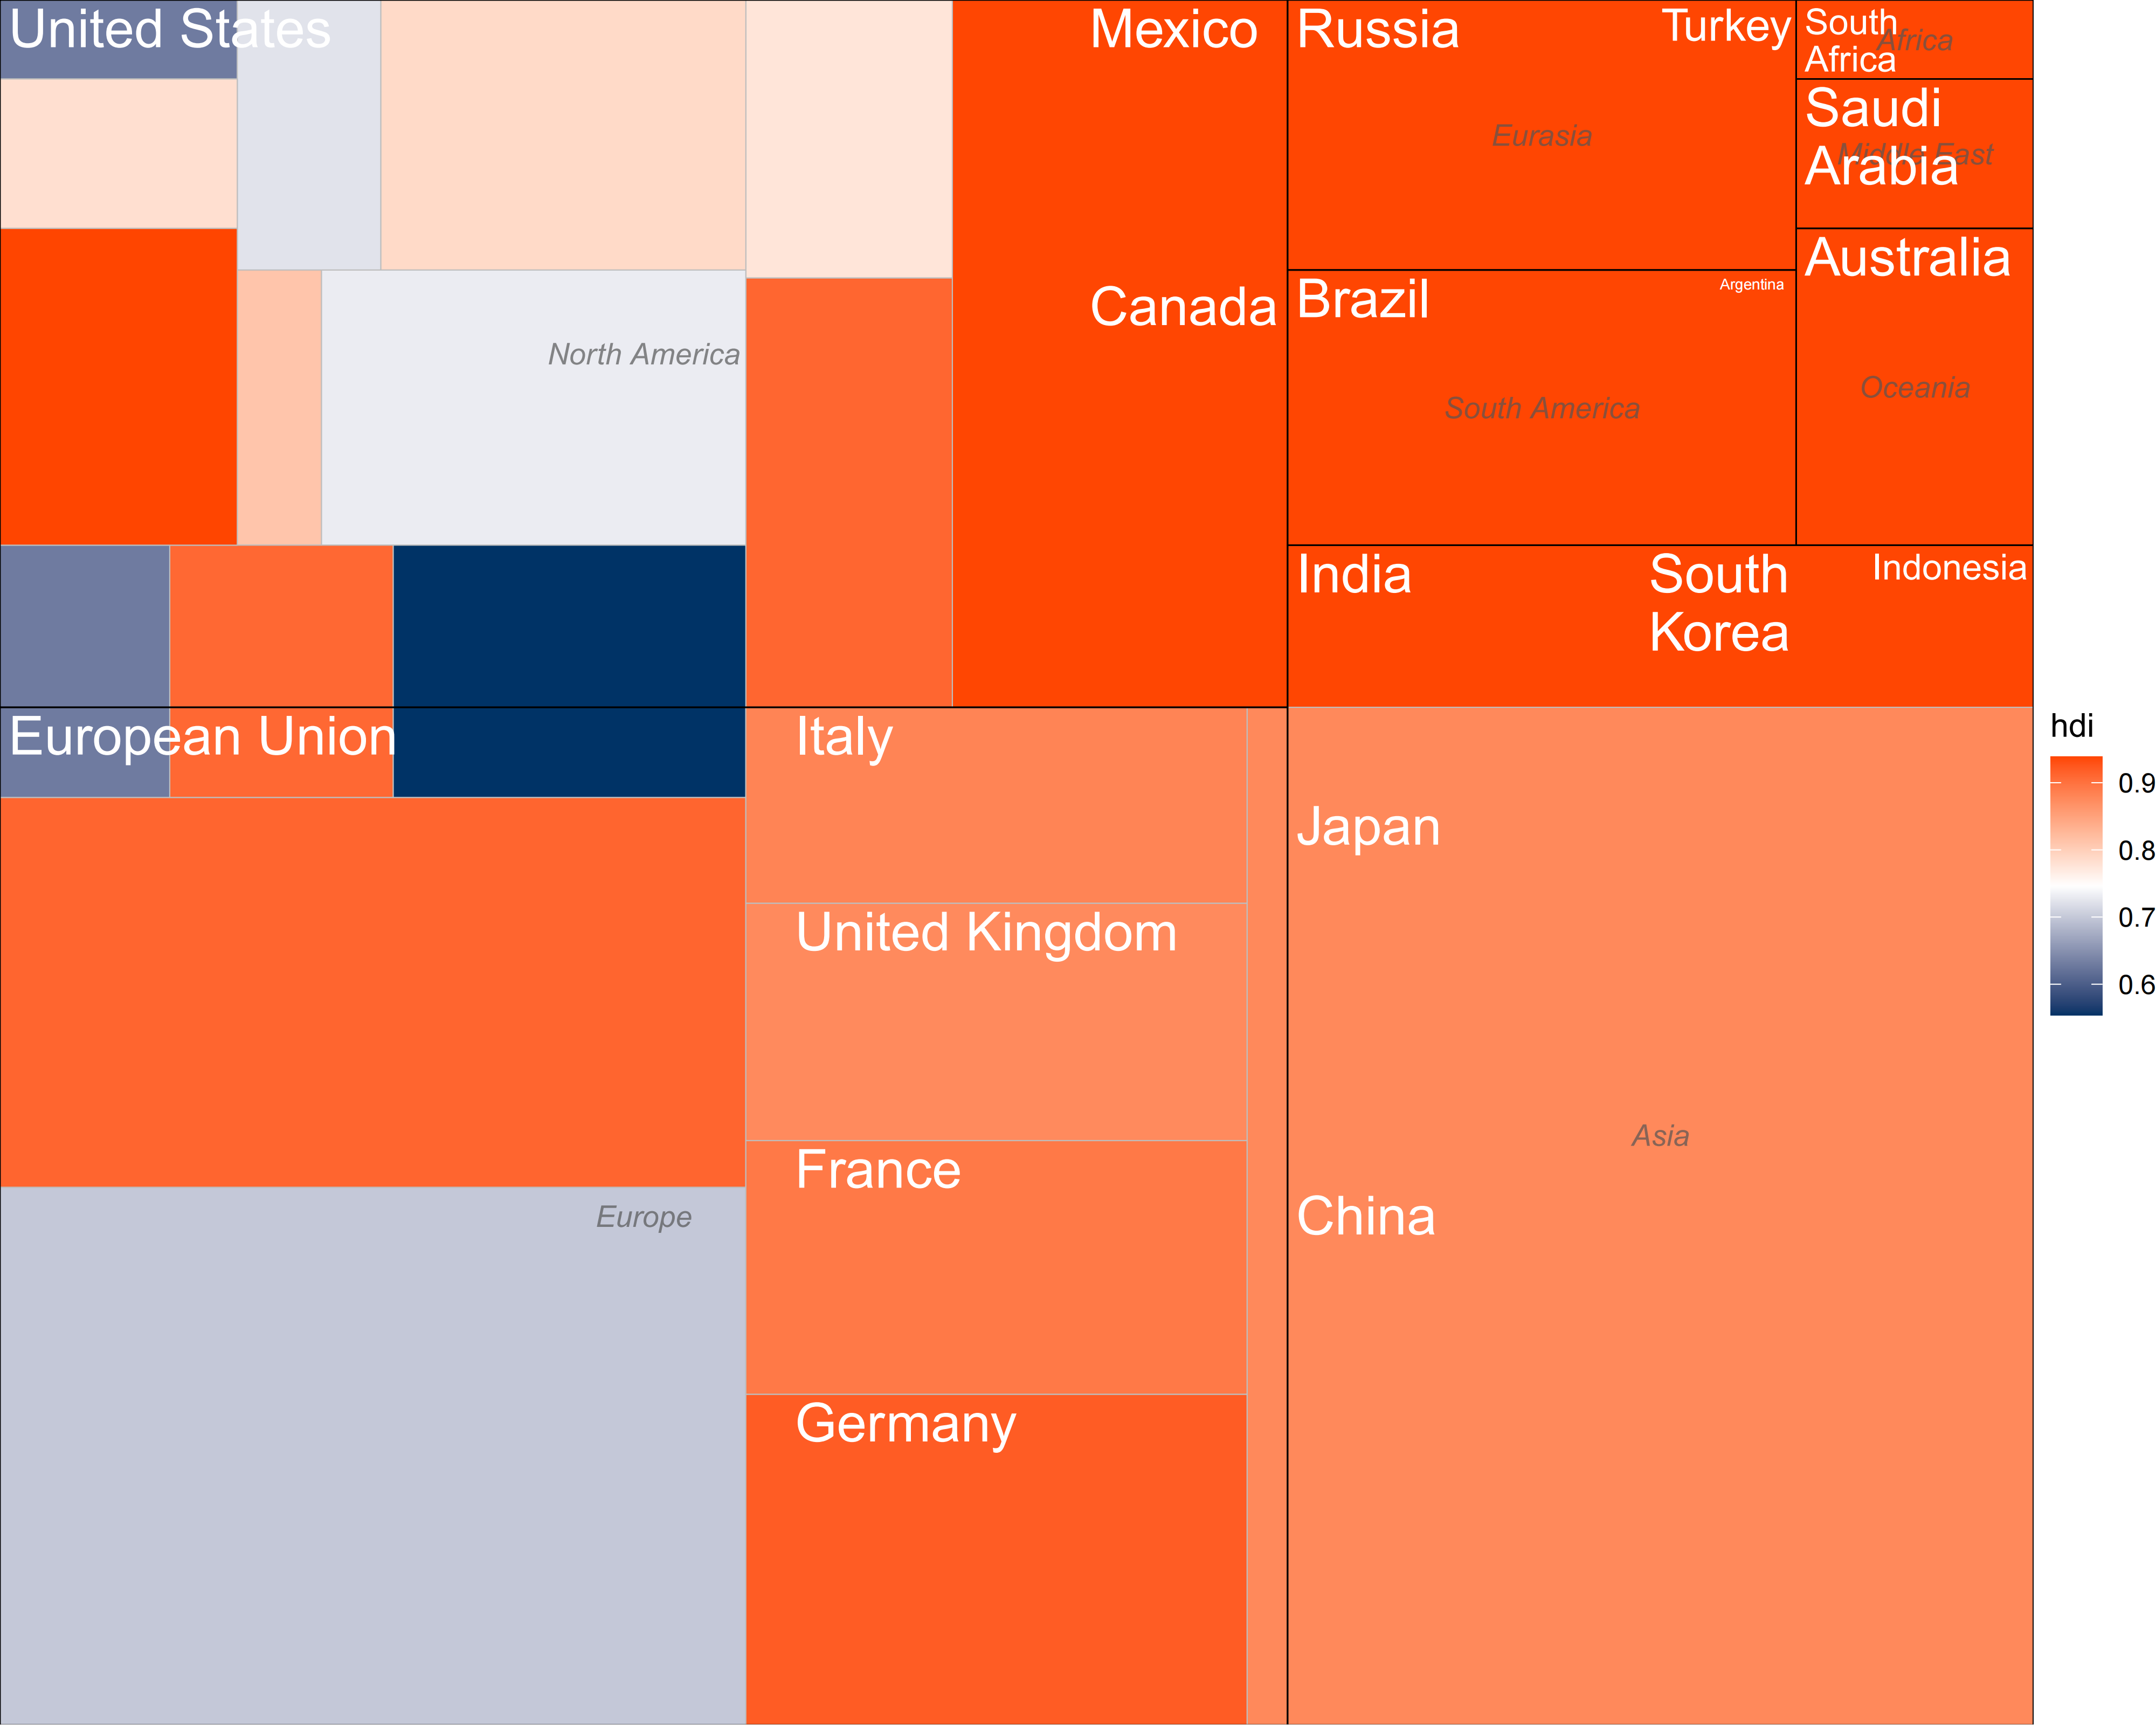 United States
Mexico
Russia
Turkey
South
Africa
Africa
Saudi
Arabia
Middle East
Eurasia
Australia
Canada
Brazil
Argentina
North America
South America
Oceania
India
South
Korea
Indonesia
European Union
Italy
Japan
United Kingdom
France
China
Asia
Europe
Germany
hdi
0.9
0.8
0.7
0.6